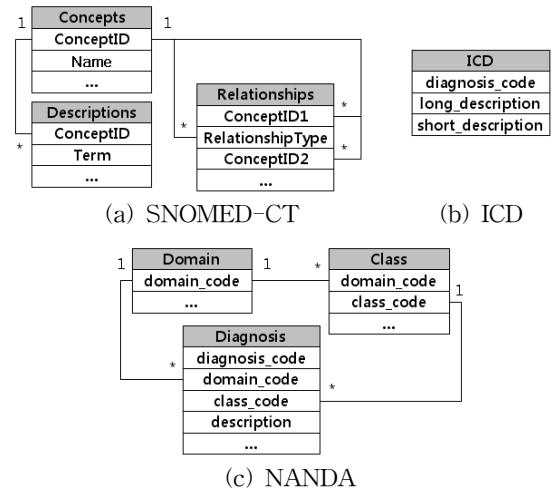 1 Concepts 1
ConceptID
Name
...
Descriptions
ConceptID
* Term
...
Relationships
ConceptID1 *
* RelationshipType
ConceptID2 *
...
(a) SNOMED-CT
ICD
diagnosis_code
long_description
short_description
(b) ICD
1 Domain 1
domain_code
...
* Class
domain_code
class_code 1
...
Diagnosis
* diagnosis_code
domain_code
class_code *
description
...
(c) NANDA